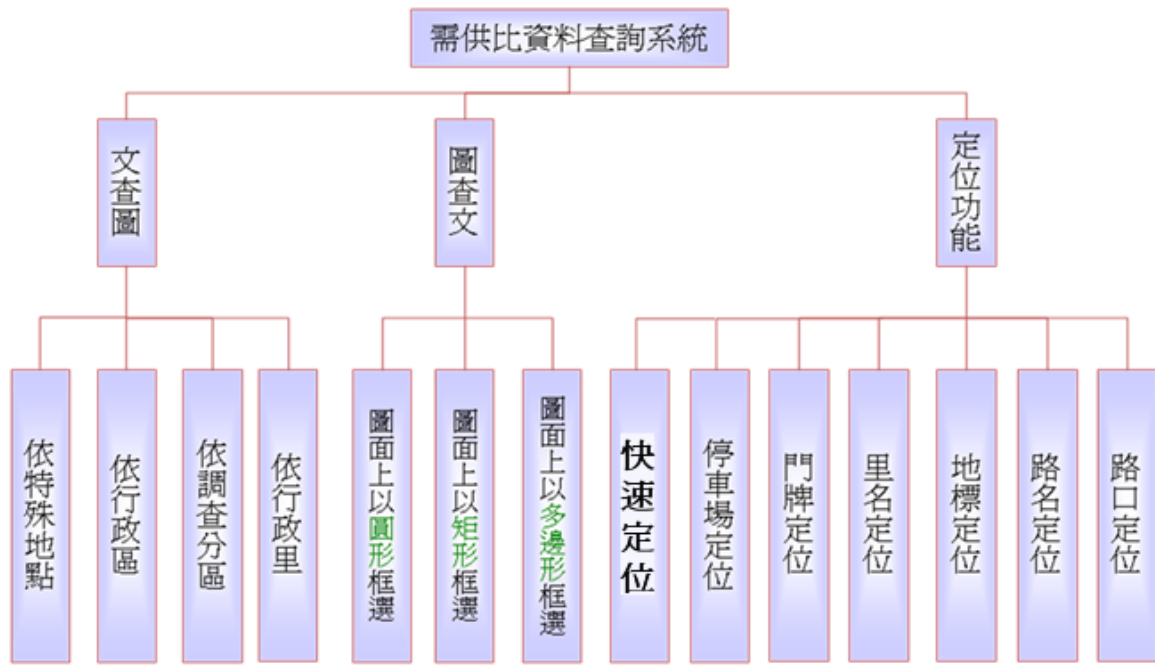 需供比資料查詢系統
文查圖
圖查文
定位功能
依特殊地點
依行政區
依調查分區
依行政里
圖面上以圓形框選
圖面上以矩形框選
圖面上以多邊形框選
快速定位
停車場定位
門牌定位
里名定位
地標定位
路名定位
路口定位